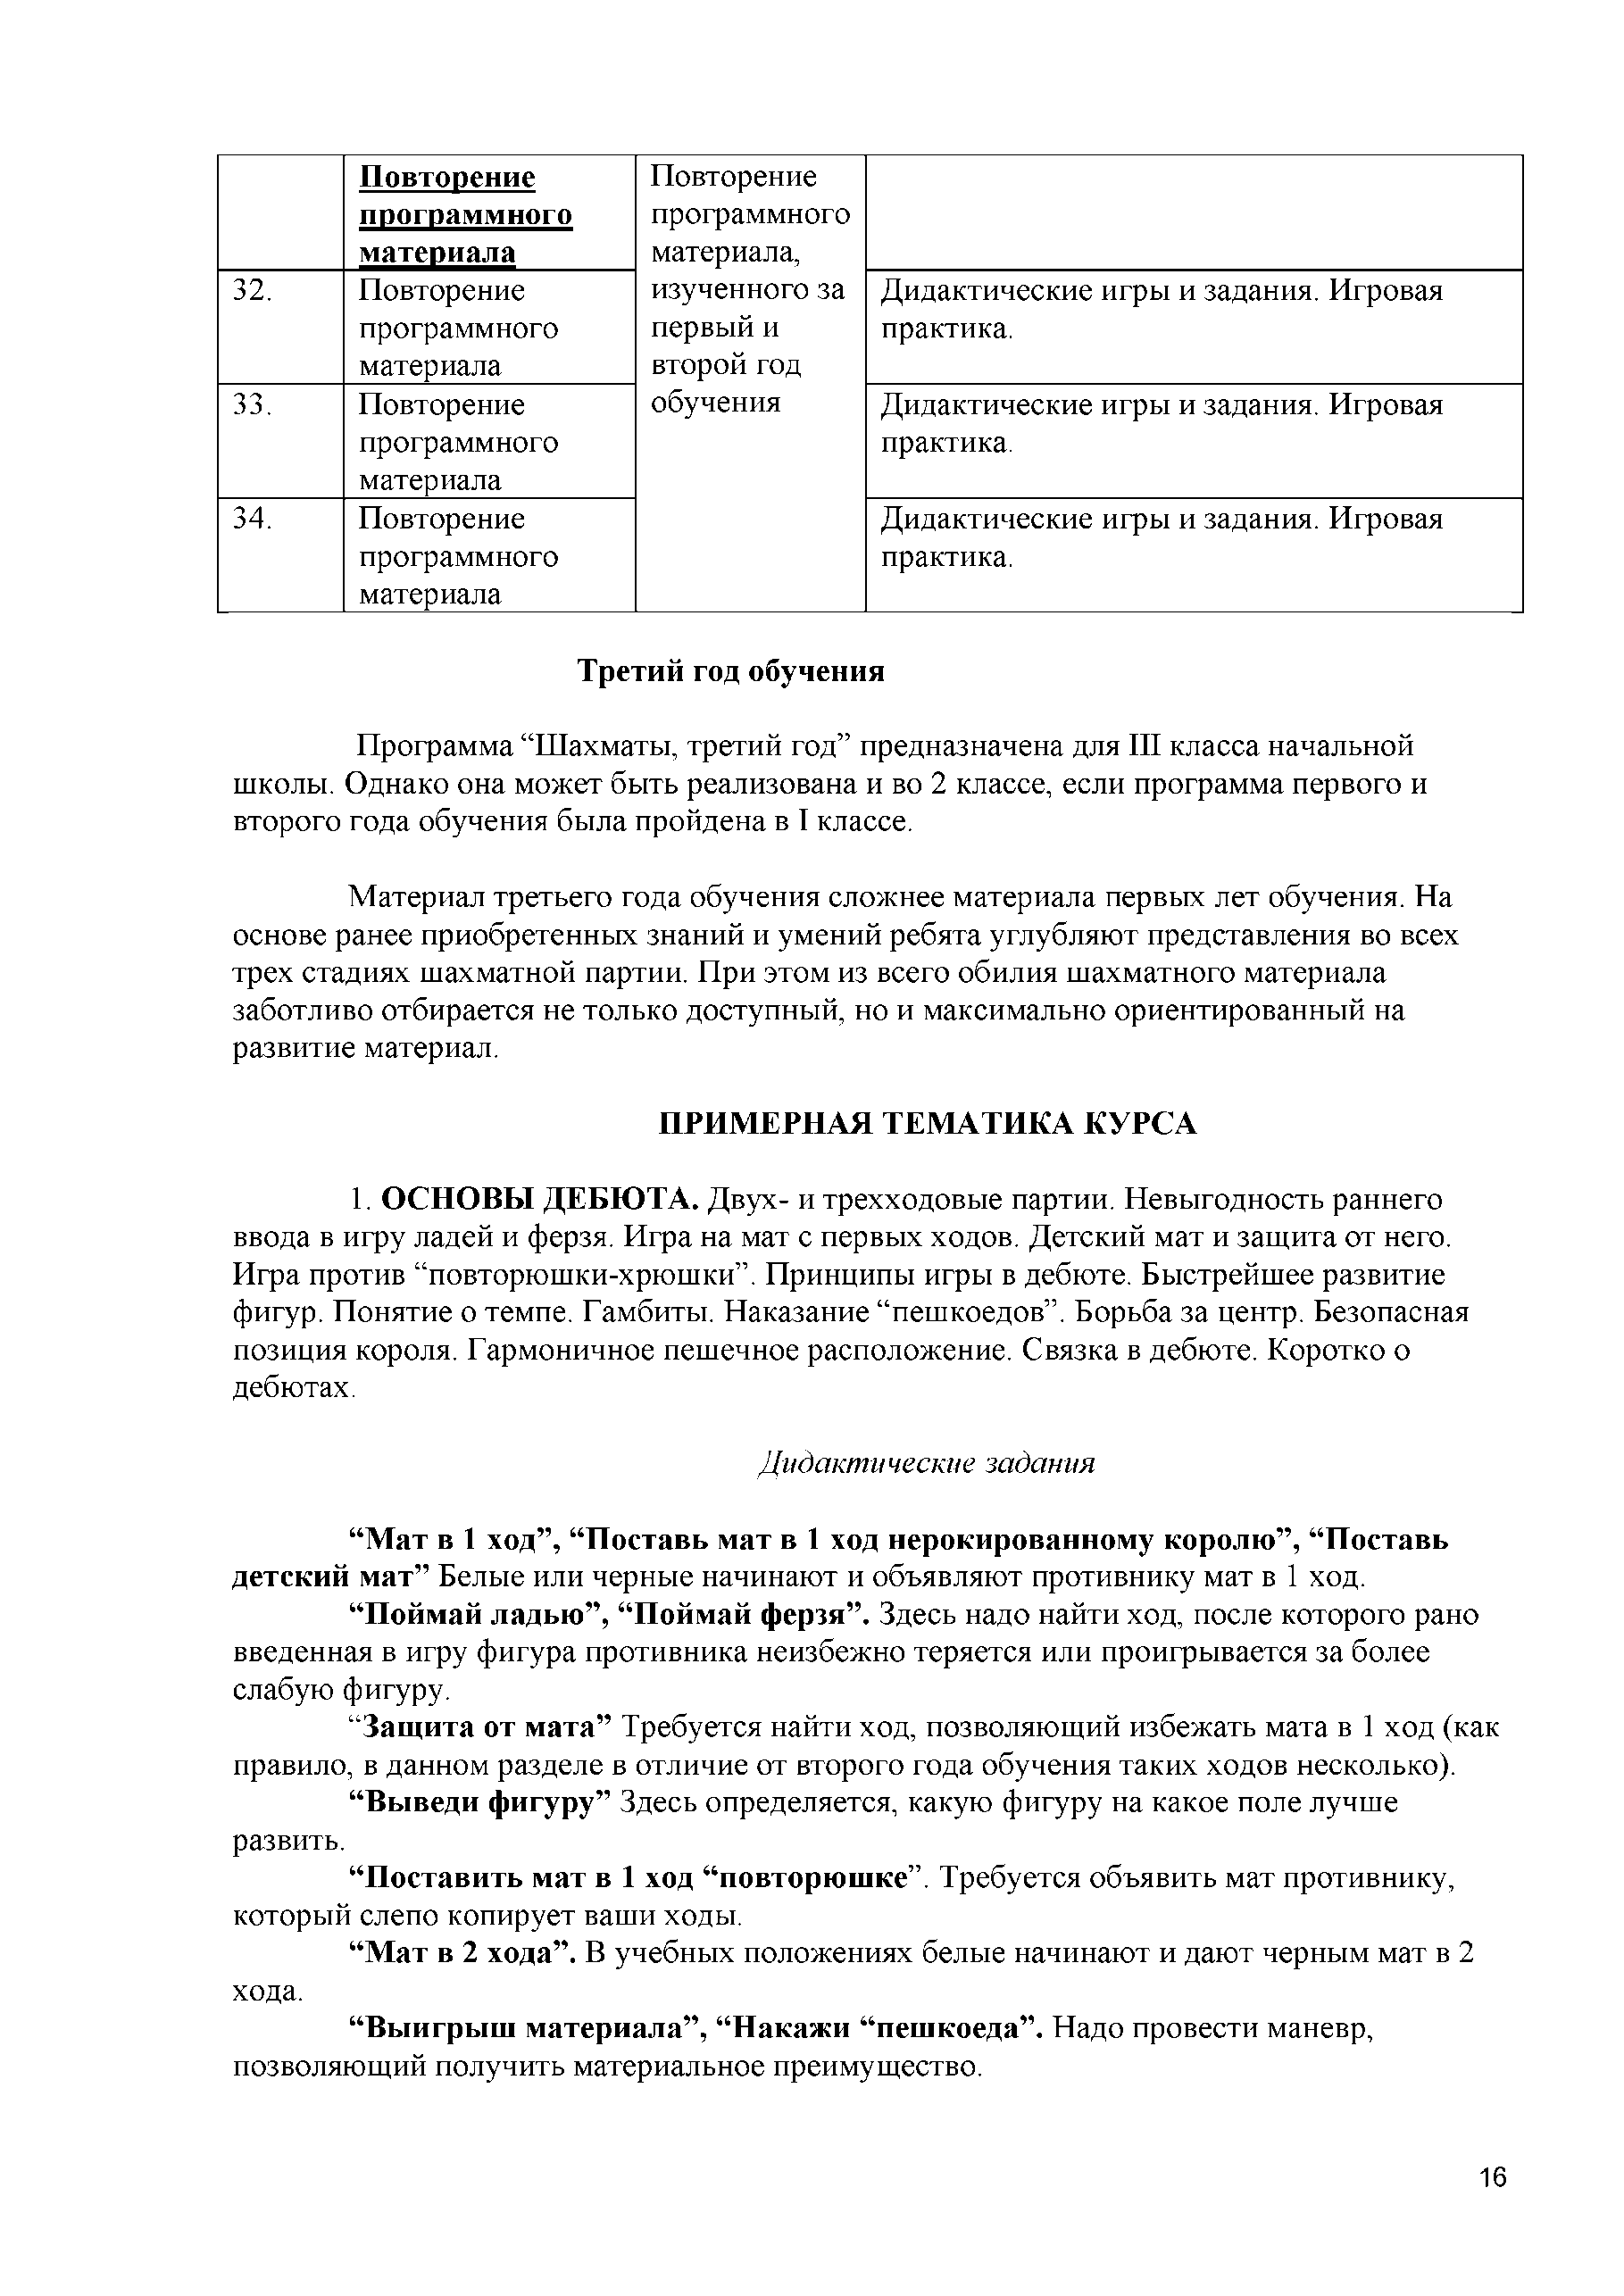 Повторение
программного
материала
Повторение
программного
материала,
изученного за
первый и
второй год
обучения
32.
Повторение
программного
материала
Дидактические игры и задания. Игровая
практика.
33.
Повторение
программного
материала
Дидактические игры и задания. Игровая
практика.
34.
Повторение
программного
материала
Дидактические игры и задания. Игровая
практика.
Третий год обучения
Программа “Шахматы, третий год” предназначена для III класса начальной
школы. Однако она может быть реализована и во 2 классе, если программа первого и
второго года обучения была пройдена в I классе.
Материал третьего года обучения сложнее материала первых лет обучения. На
основе ранее приобретенных знаний и умений ребята углубляют представления во всех
трех стадиях шахматной партии. При этом из всего обилия шахматного материала
заботливо отбирается не только доступный, но и максимально ориентированный на
развитие материал.
ПРИМЕРНАЯ ТЕМАТИКА КУРСА
1. ОСНОВЫ ДЕБЮТА. Двух- и трехходовые партии. Невыгодность раннего
ввода в игру ладей и ферзя. Игра на мат с первых ходов. Детский мат и защита от него.
Игра против “повторюшки-хрюшки”. Принципы игры в дебюте. Быстрейшее развитие
фигур. Понятие о темпе. Гамбиты. Наказание “пешкоедов”. Борьба за центр. Безопасная
позиция короля. Гармоничное пешечное расположение. Связка в дебюте. Коротко о
дебютах.
Дидактические задания
“Мат в 1 ход”, “Поставь мат в 1 ход нерокированному королю”, “Поставь
детский мат” Белые или черные начинают и объявляют противнику мат в 1 ход.
“Поймай ладью”, “Поймай ферзя”. Здесь надо найти ход, после которого рано
введенная в игру фигура противника неизбежно теряется или проигрывается за более
слабую фигуру.
“Защита от мата” Требуется найти ход, позволяющий избежать мата в 1 ход (как
правило, в данном разделе в отличие от второго года обучения таких ходов несколько).
“Выведи фигуру” Здесь определяется, какую фигуру на какое поле лучше
развить.
“Поставить мат в 1 ход “повторюшке”. Требуется объявить мат противнику,
который слепо копирует ваши ходы.
“Мат в 2 хода”. В учебных положениях белые начинают и дают черным мат в 2
хода.
“Выигрыш материала”, “Накажи “пешкоеда”. Надо провести маневр,
позволяющий получить материальное преимущество.
16